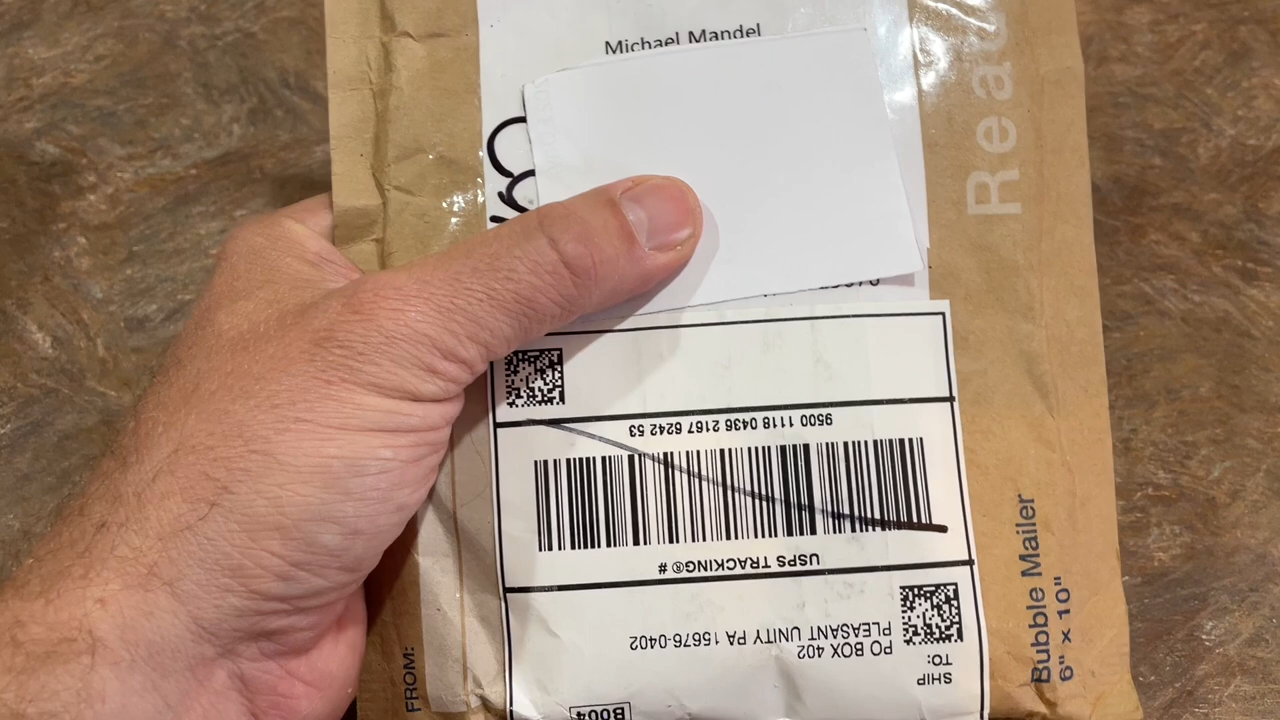 Michael Mandel
Read
9500 1118 0436 2167 6242 53
USPS TRACKING® #
SHIP
TO:
PO BOX 402
PLEASANT UNITY PA 15676-0402
B004
FROM:
Bubble Mailer
6" x 10"